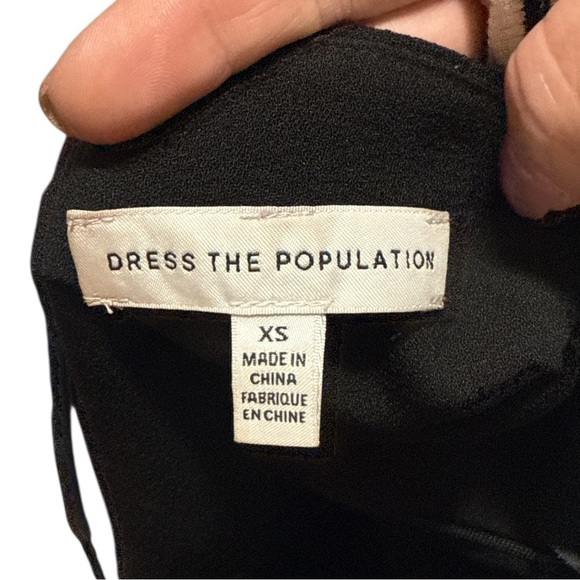 DRESS THE POPULATION
XS
MADE IN
CHINA
FABRIQUE
EN CHINE